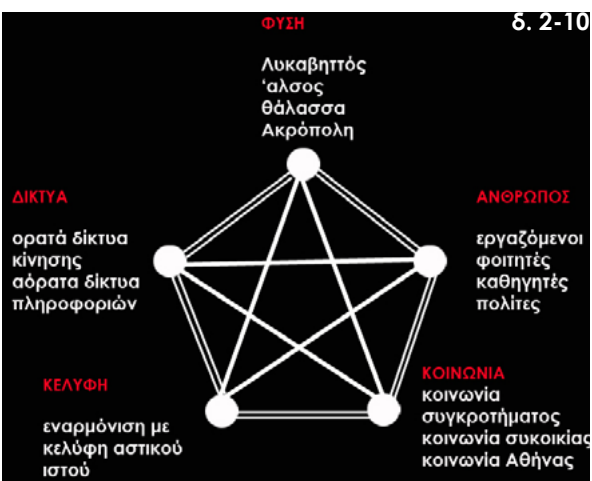 δ. 2-10
ΦΥΣΗ
Λυκαβηττός
‘αλσος
θάλασσα
Ακρόπολη
ΔΙΚΤΥΑ
ορατά δίκτυα
κίνησης
αόρατα δίκτυα
πληροφοριών
ΑΝΘΡΩΠΟΣ
εργαζόμενοι
φοιτητές
καθηγητές
πολίτες
ΚΕΛΥΦΗ
εναρμόνιση με
κελύφη αστικού
ιστού
ΚΟΙΝΩΝΙΑ
κοινωνία
συγκροτήματος
κοινωνία συκοικίας
κοινωνία Αθήνας